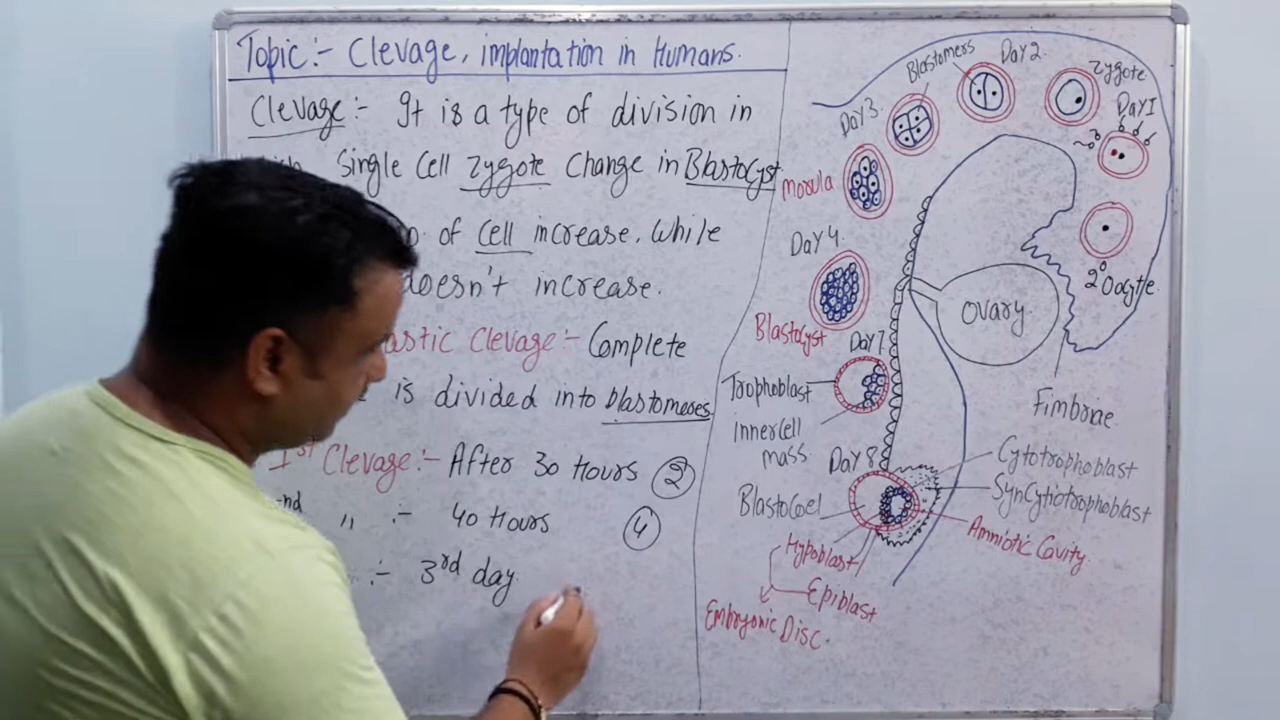 Topic:- Clevage, implantation in Humans.
Clevage:- It is a type of division in
Single Cell Zygote Change in Blastocyst
of Cell increase, while
doesn't increase.
astic Clevage:- Complete
is divided into blastomeres.
1st Clevage:- After 30 Hours 2
nd " :- 40 Hours 4
:- 3rd day
Blastomers
Day 2
Zygote
Day 1
Day 3
Morula
Day 4
2° Oocyte
Ovary
Blastocyst
Day 7
Trophoblast
Fimbriae
Inner Cell
mass
Day 8
Cytotrophoblast
Syncytiotrophoblast
BlastoCoel
Amniotic Cavity
Hypoblast
Epiblast
Embryonic Disc.